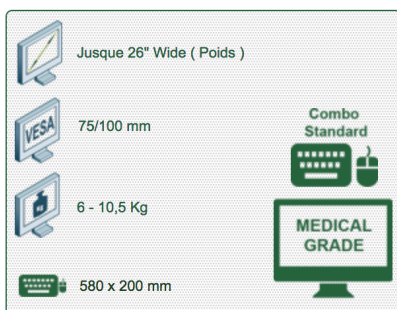 Jusque 26" Wide ( Poids )
VESA
75/100 mm
KG
6 - 10,5 Kg
580 x 200 mm
Combo
Standard
MEDICAL
GRADE